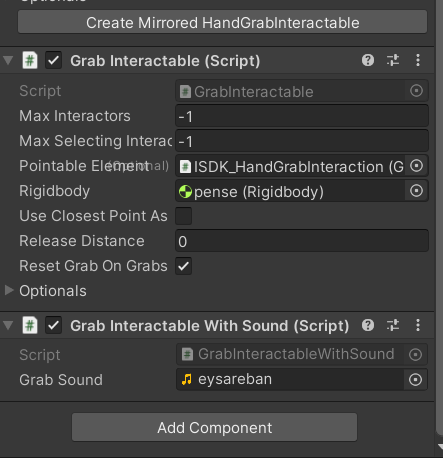 Create Mirrored HandGrabInteractable
Grab Interactable (Script)
Script GrabInteractable
Max Interactors -1
Max Selecting Interac -1
Pointable Element (Optional) ISDK_HandGrabInteraction (G
Rigidbody pense (Rigidbody)
Use Closest Point As
Release Distance 0
Reset Grab On Grabs
Optionals
Grab Interactable With Sound (Script)
Script GrabInteractableWithSound
Grab Sound eysareban
Add Component